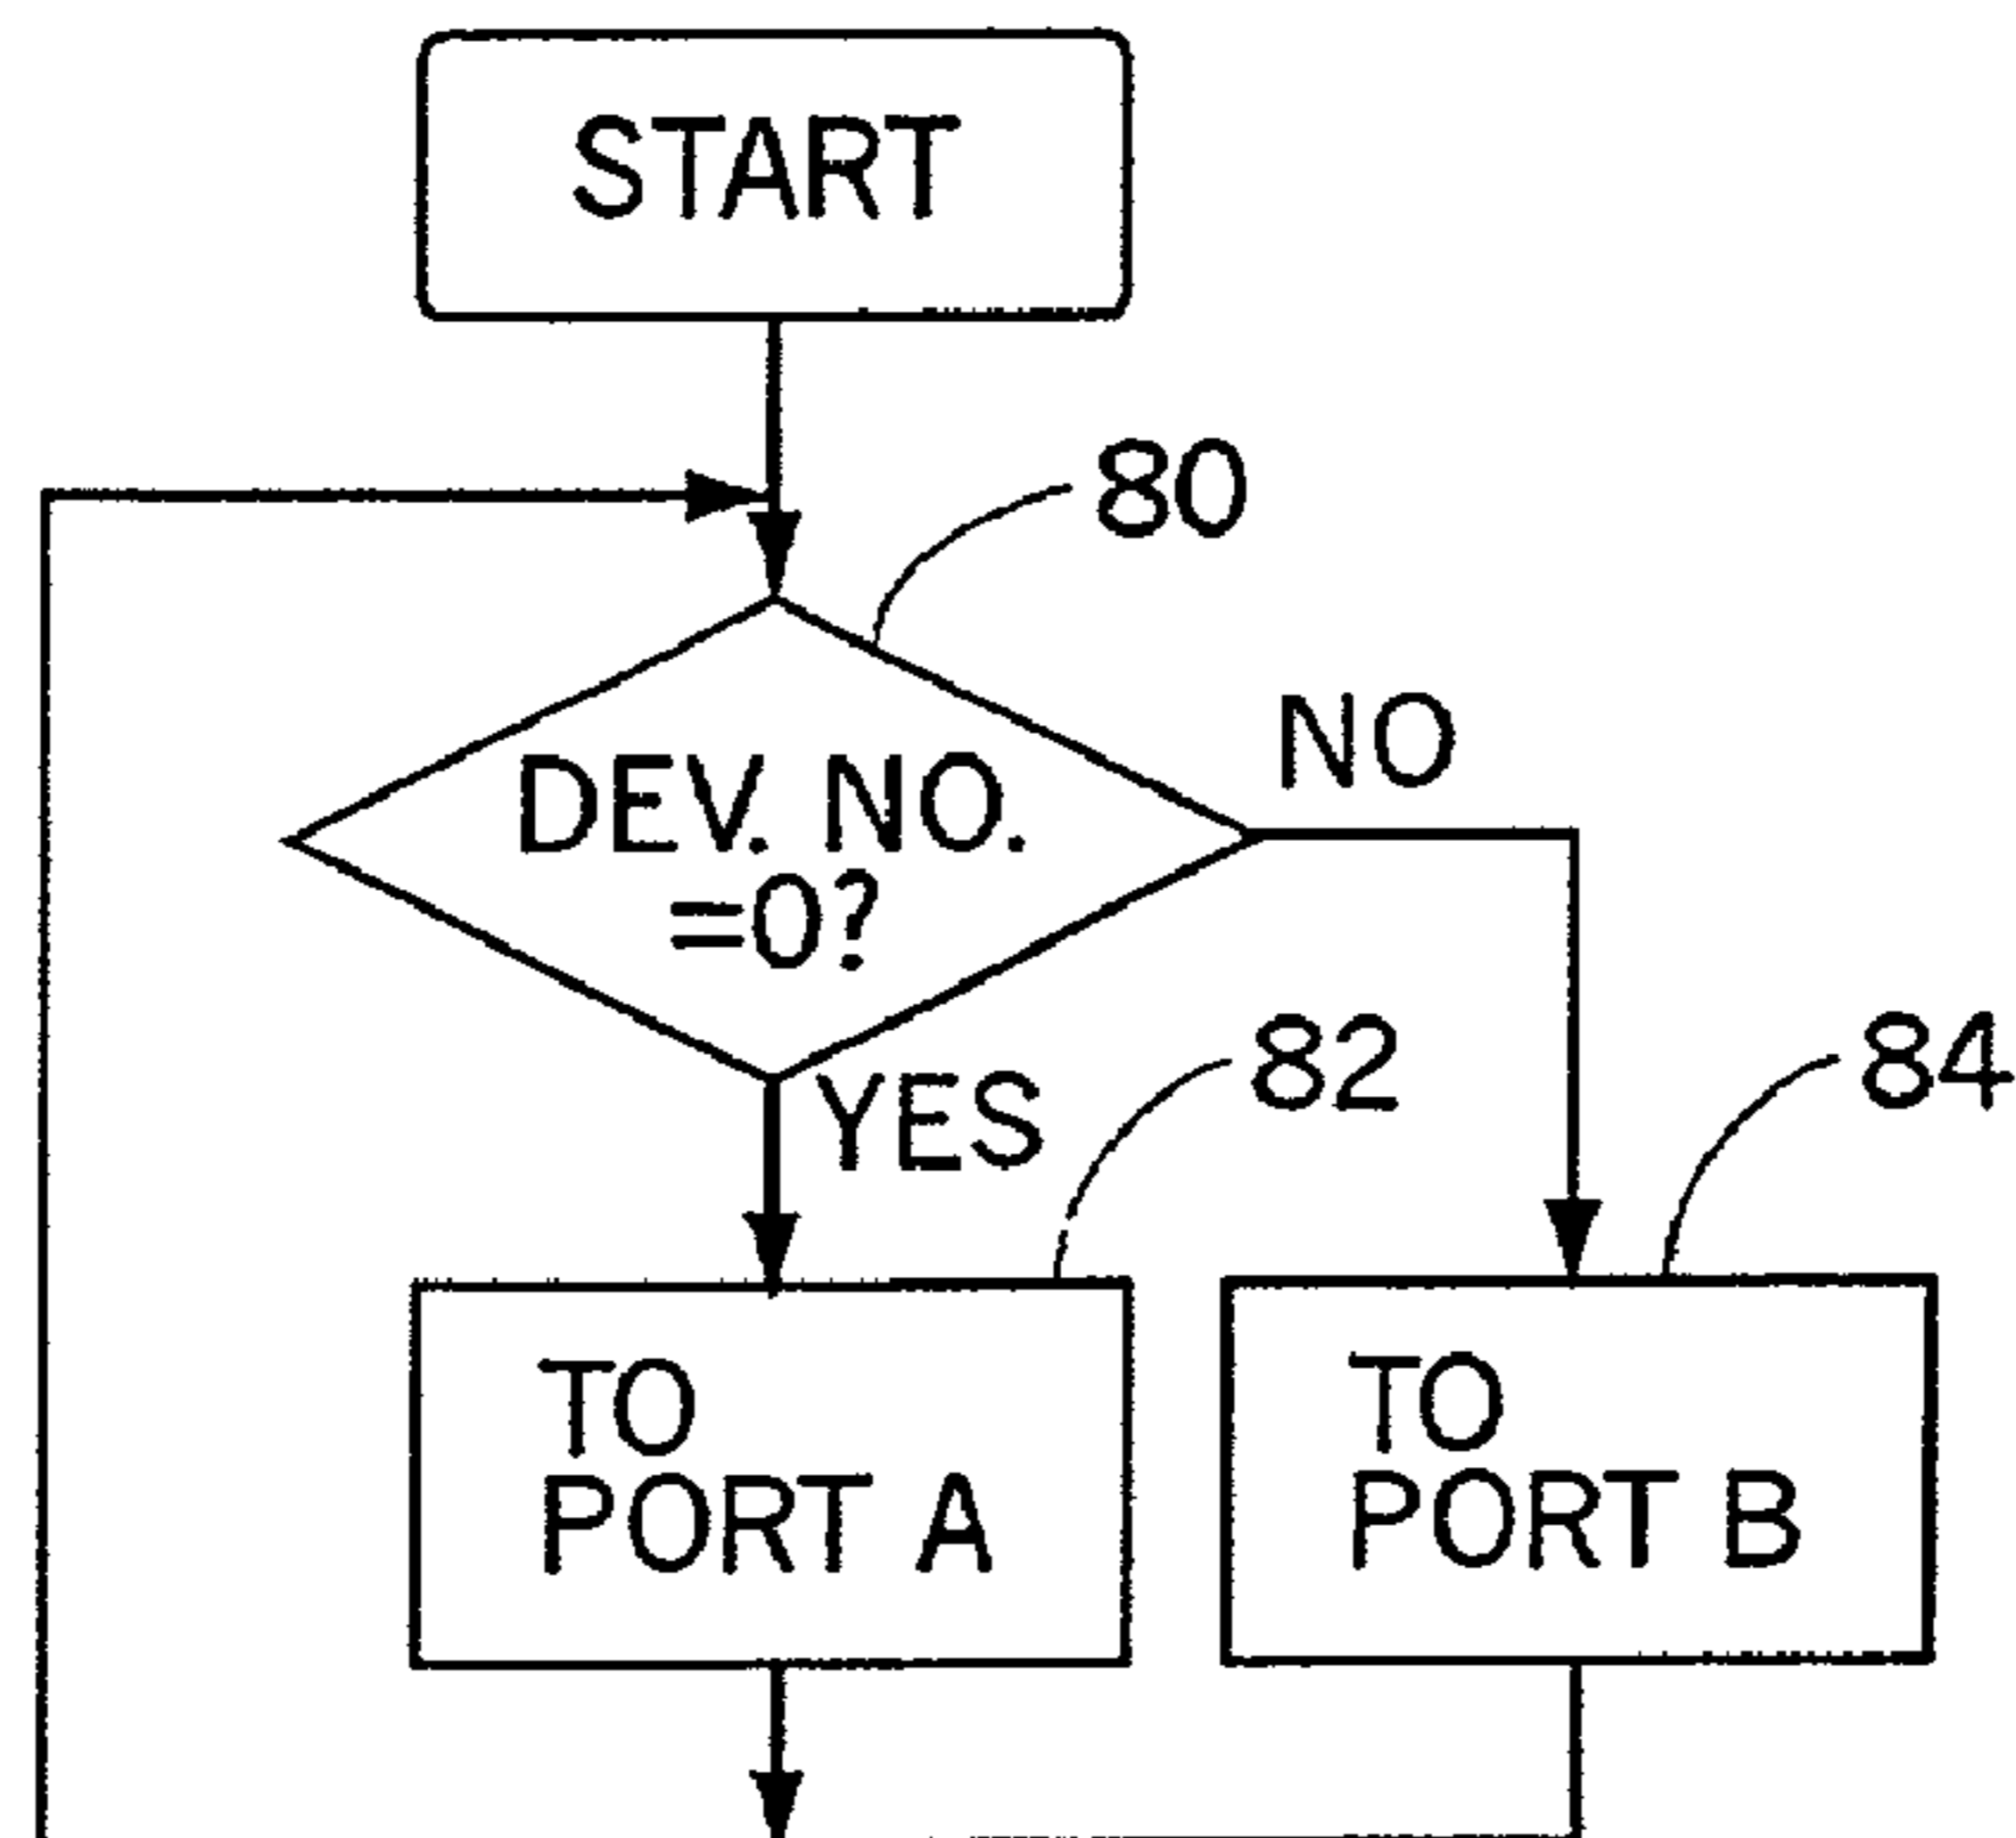 START
80
DEV. NO.
=0?
NO
YES
82
84
TO
PORT A
TO
PORT B